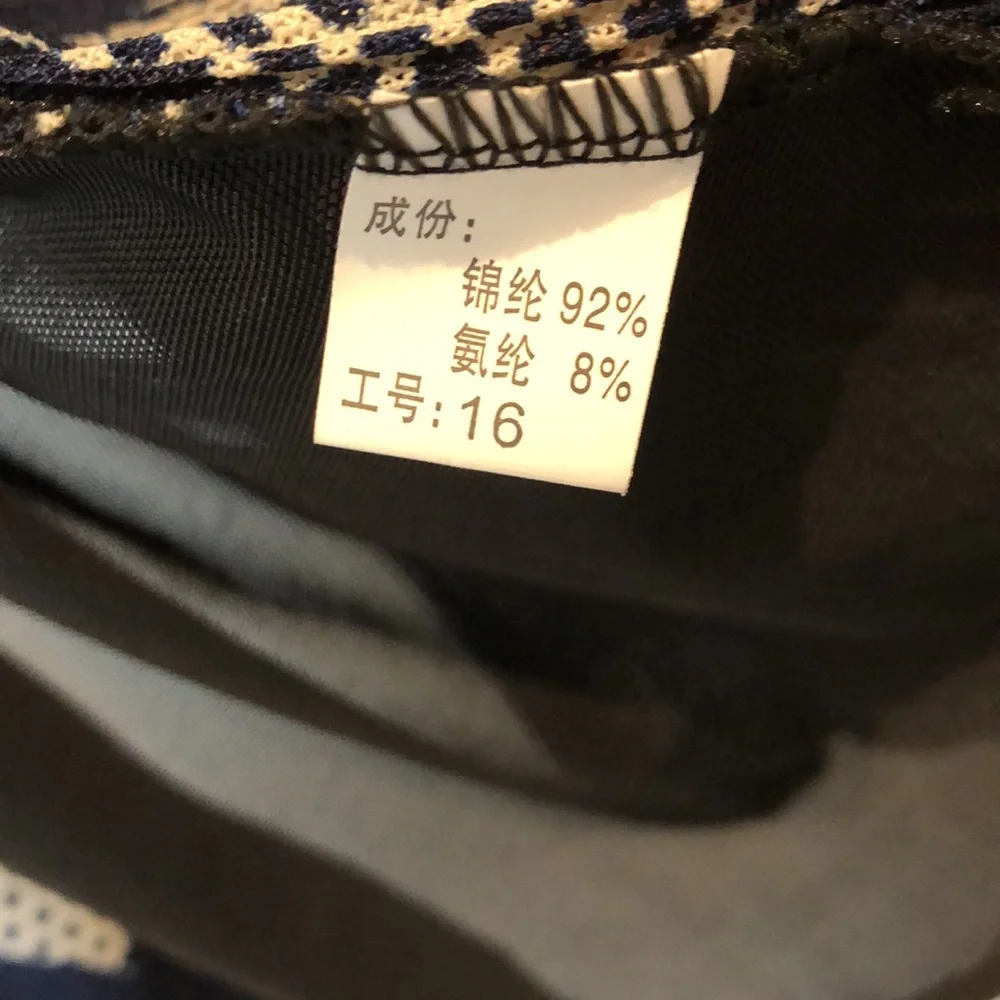 成份：
锦纶 92%
氨纶 8%
工号：16